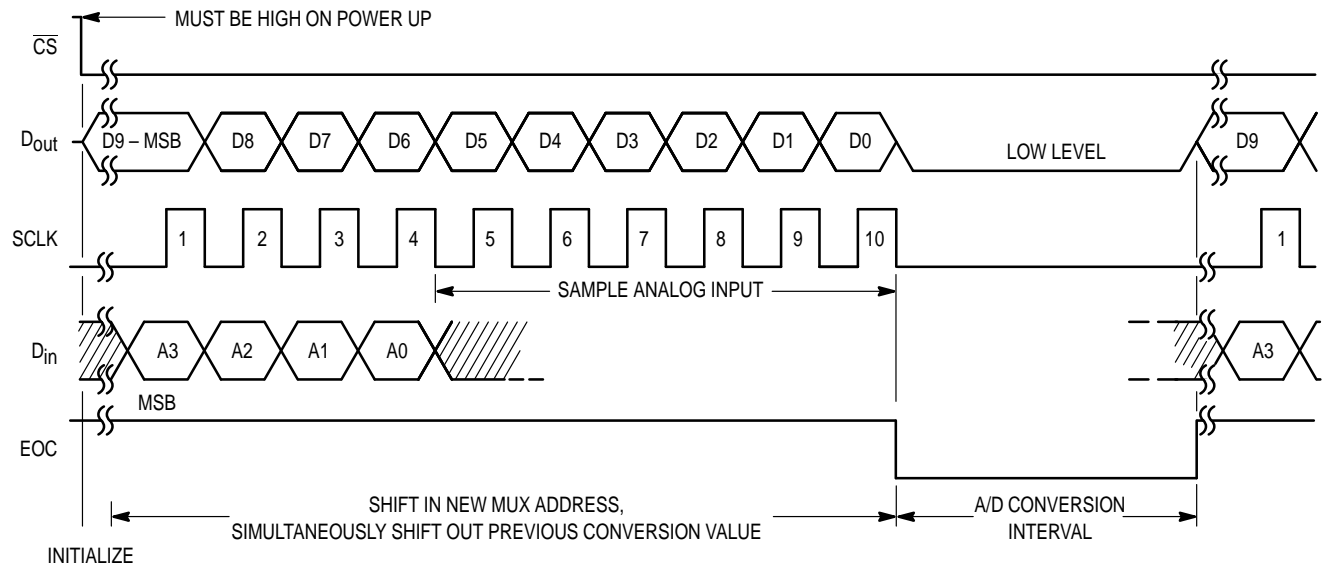 MUST BE HIGH ON POWER UP
CS
Dout
D9 – MSB D8 D7 D6 D5 D4 D3 D2 D1 D0 LOW LEVEL D9
SCLK
1 2 3 4 5 6 7 8 9 10 1
SAMPLE ANALOG INPUT
Din
A3 A2 A1 A0 A3
MSB
EOC
SHIFT IN NEW MUX ADDRESS,
SIMULTANEOUSLY SHIFT OUT PREVIOUS CONVERSION VALUE
A/D CONVERSION
INTERVAL
INITIALIZE